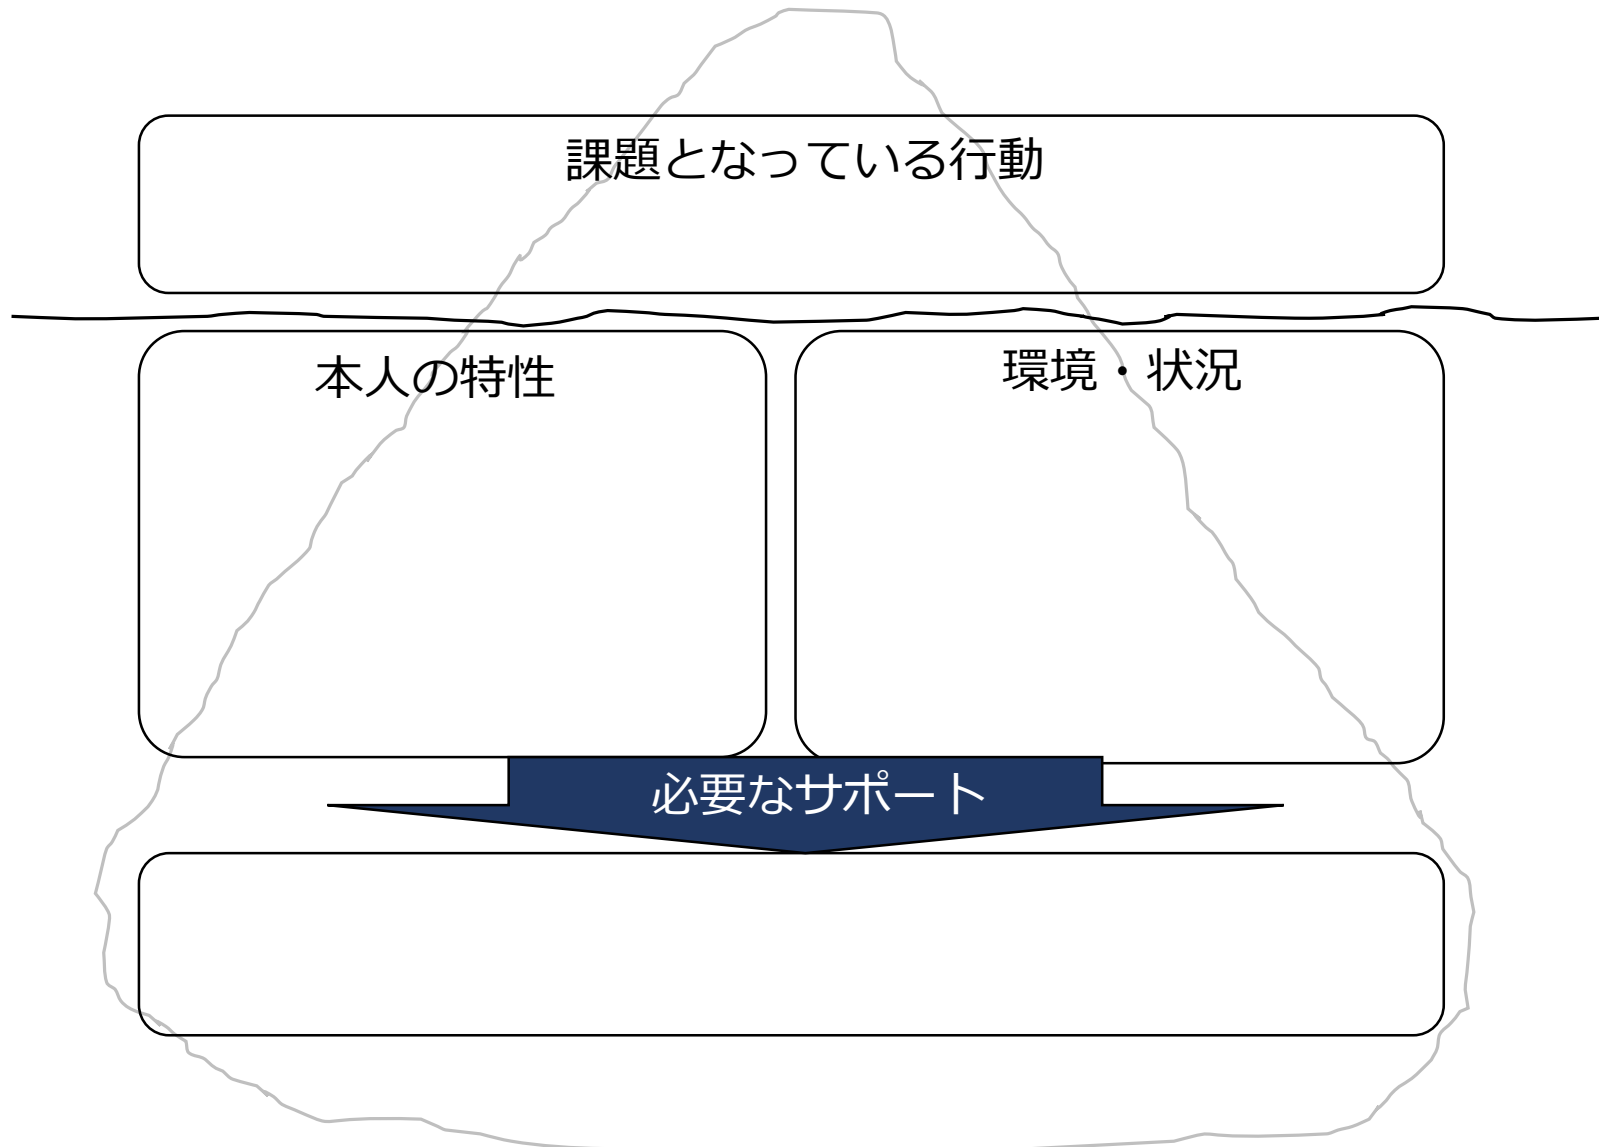 課題となっている行動
本人の特性
環境・状況
必要なサポート